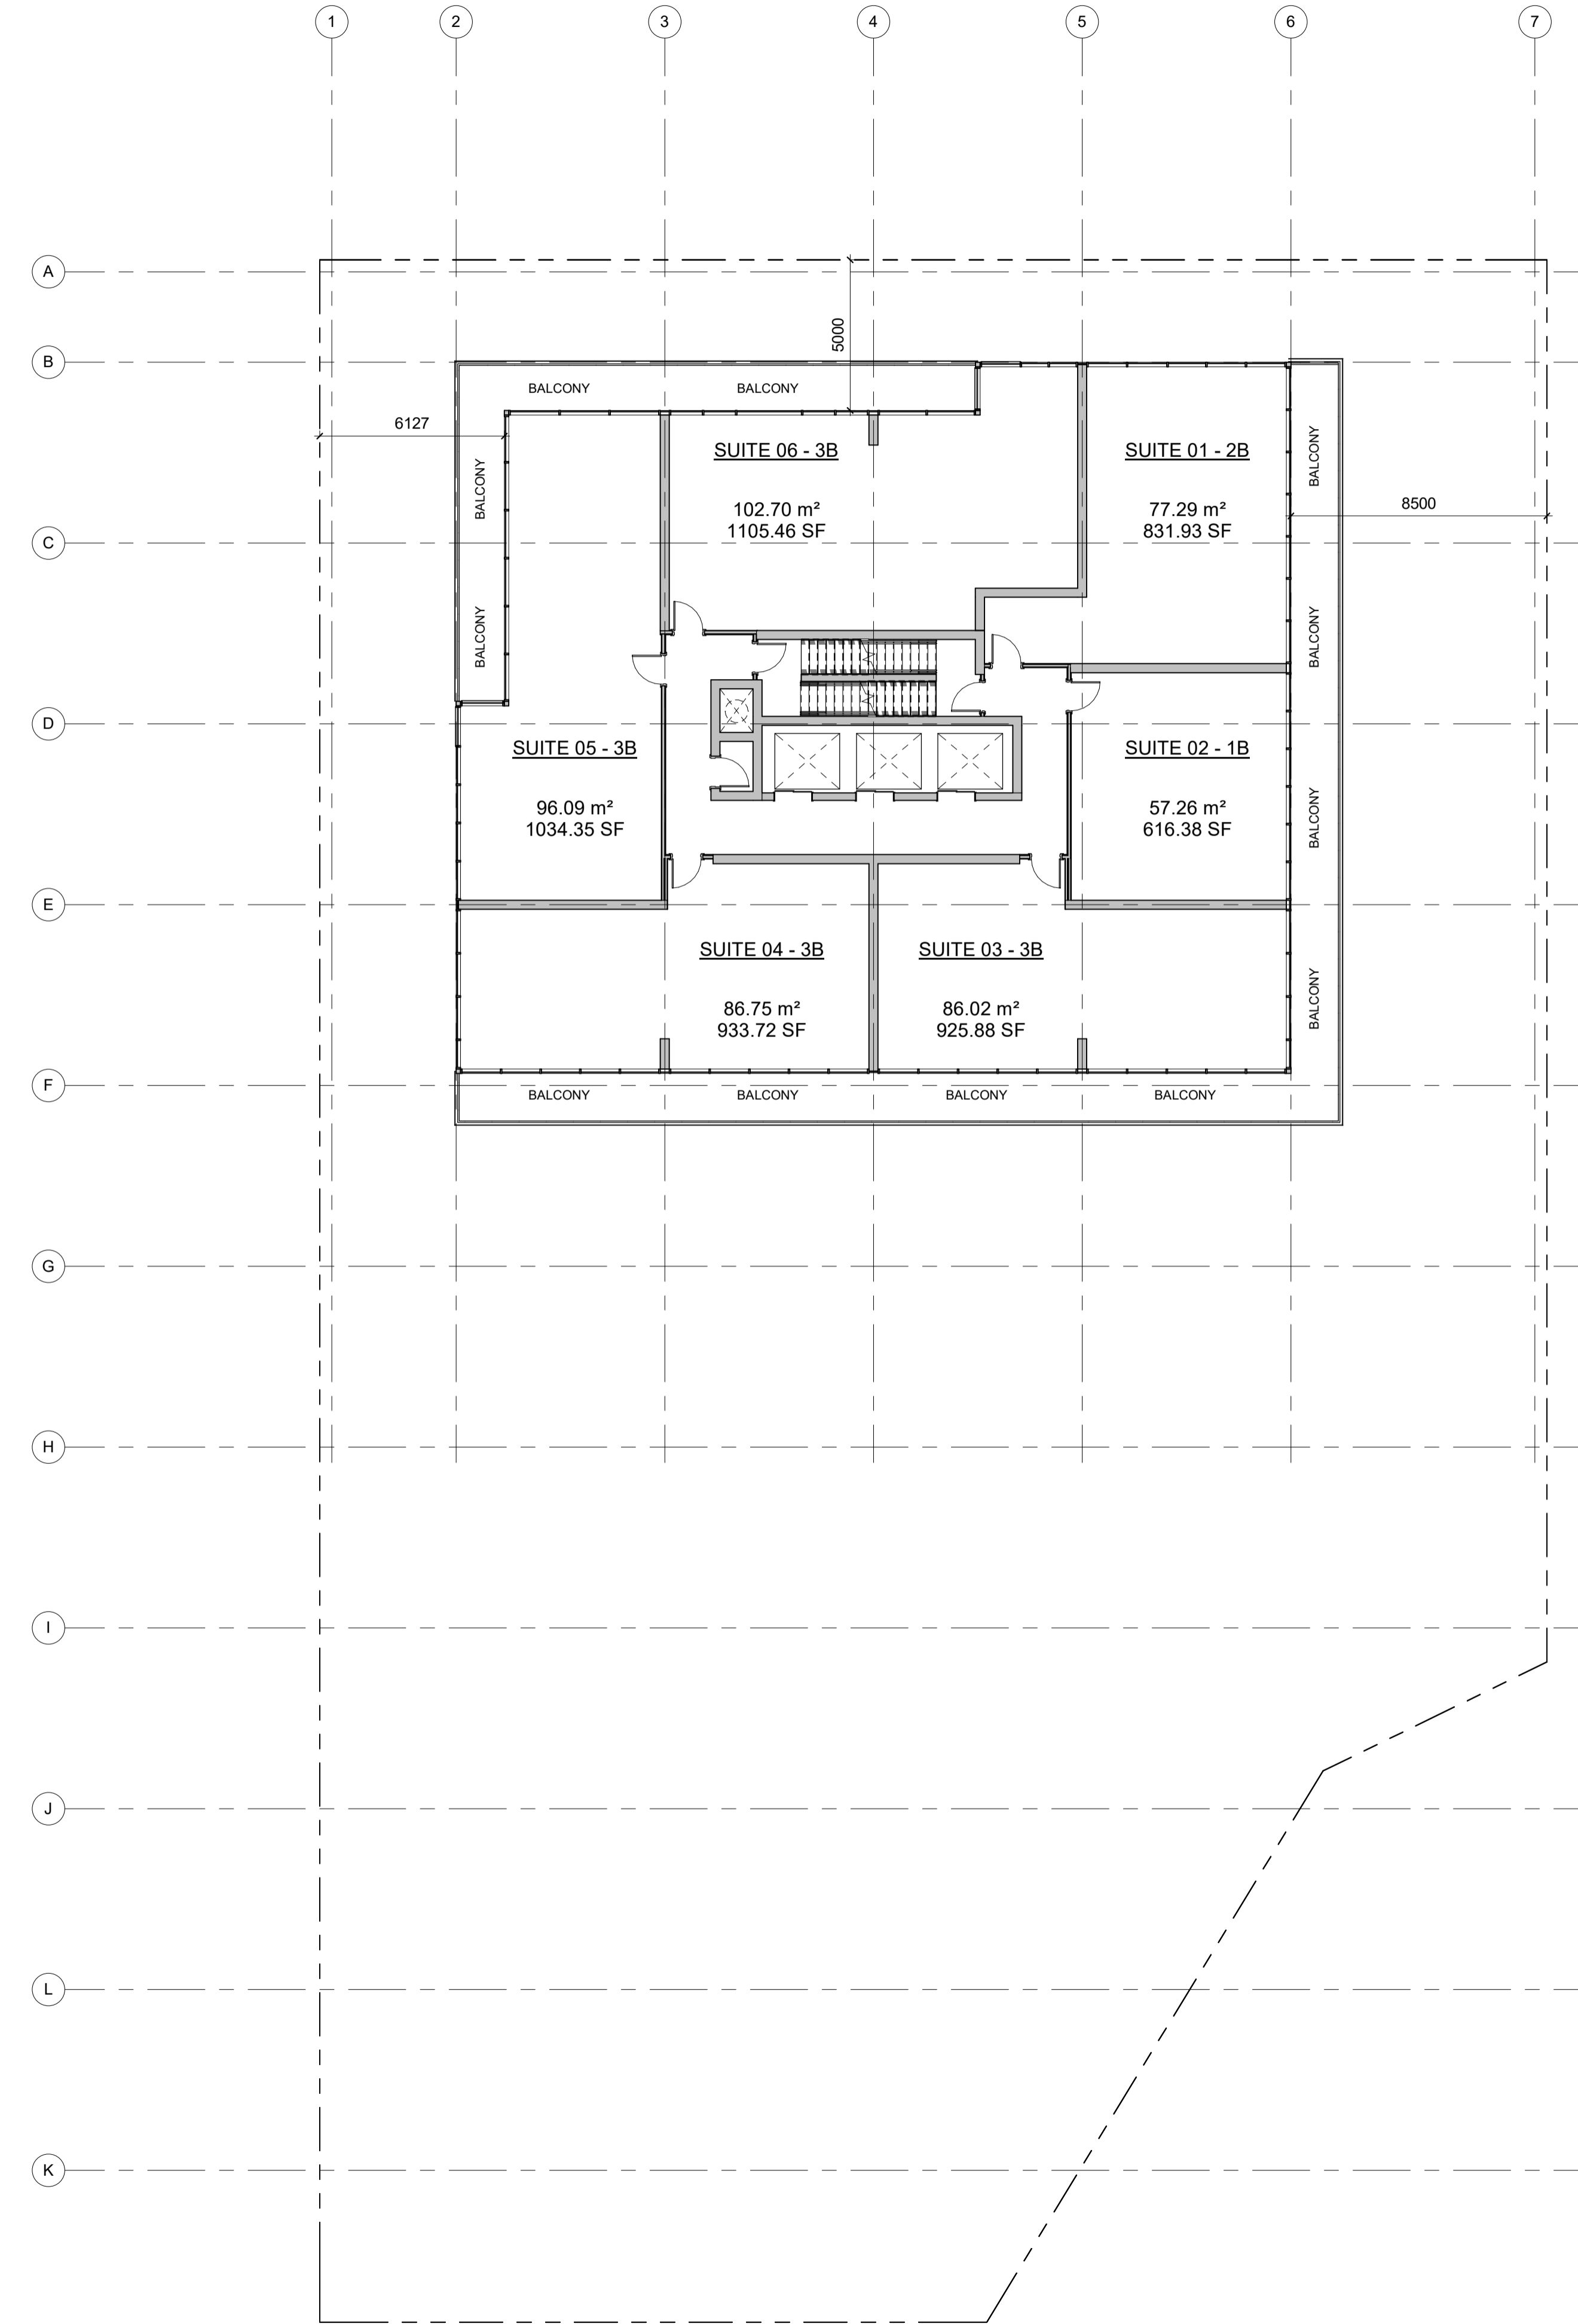 1
2
3
4
5
6
7
A
B
5000
BALCONY
BALCONY
6127
SUITE 06 - 3B
102.70 m²
1105.46 SF
SUITE 01 - 2B
77.29 m²
831.93 SF
BALCONY
BALCONY
8500
C
BALCONY
BALCONY
D
SUITE 05 - 3B
96.09 m²
1034.35 SF
SUITE 02 - 1B
57.26 m²
616.38 SF
BALCONY
E
SUITE 04 - 3B
86.75 m²
933.72 SF
SUITE 03 - 3B
86.02 m²
925.88 SF
BALCONY
F
BALCONY
BALCONY
BALCONY
BALCONY
G
H
I
J
L
K